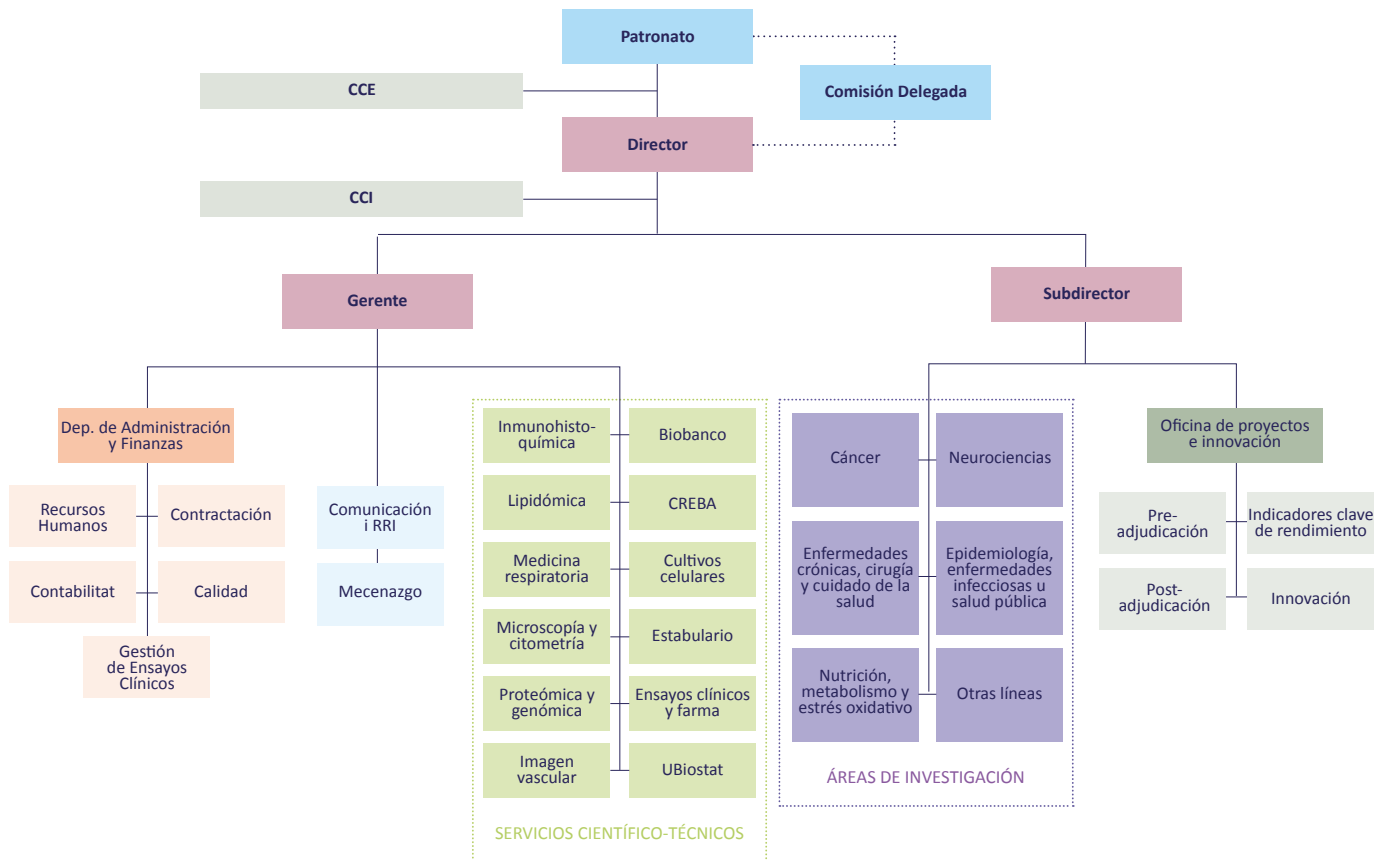 Patronato
CCE
Comisión Delegada
Director
CCI
Gerente
Subdirector
Dep. de Administración
y Finanzas
Recursos
Humanos
Contractación
Contabilitat
Calidad
Gestión
de Ensayos
Clínicos
Comunicación
i RRI
Mecenazgo
Inmunohisto-
química
Biobanco
Lipidómica
CREBA
Medicina
respiratoria
Cultivos
celulares
Microscopía y
citometría
Estabulario
Proteómica y
genómica
Ensayos clínicos
y farma
Imagen
vascular
UBiostat
SERVICIOS CIENTÍFICO-TÉCNICOS
Cáncer
Neurociencias
Enfermedades
crónicas, cirugía
y cuidado de la
salud
Epidemiología,
enfermedades
infecciosas u
salud pública
Nutrición,
metabolismo y
estrés oxidativo
Otras líneas
ÁREAS DE INVESTIGACIÓN
Oficina de proyectos
e innovación
Pre-
adjudicación
Indicadores clave
de rendimiento
Post-
adjudicación
Innovación